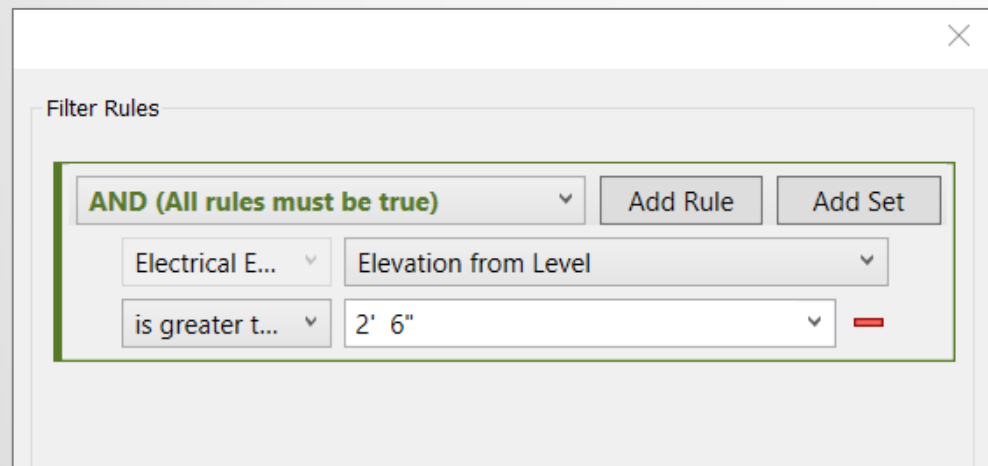 Filter Rules
AND (All rules must be true) Add Rule Add Set
Electrical E... Elevation from Level
is greater t... 2' 6"